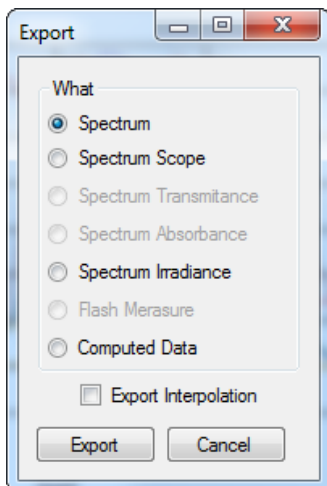 Export
What
Spectrum
Spectrum Scope
Spectrum Transmitance
Spectrum Absorbance
Spectrum Irradiance
Flash Merasure
Computed Data
Export Interpolation
Export Cancel